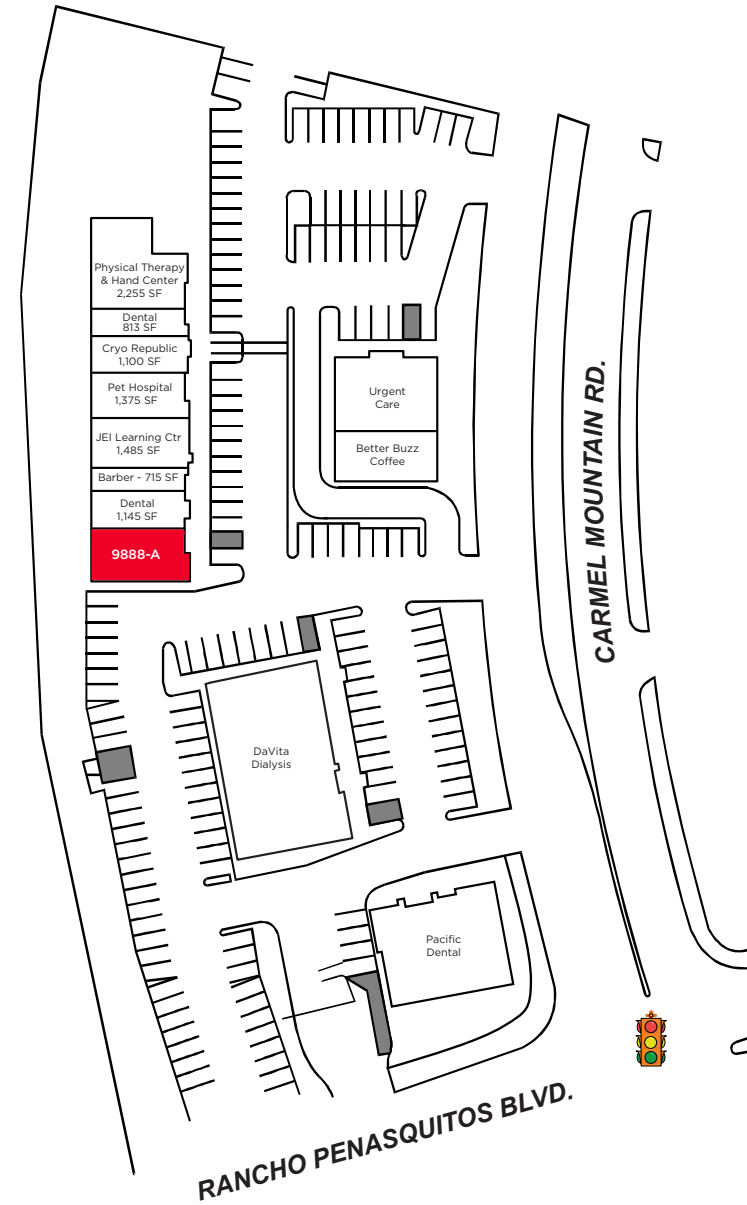 Physical Therapy
& Hand Center
2,255 SF
Dental
813 SF
Cryo Republic
1,100 SF
Pet Hospital
1,375 SF
JEI Learning Ctr
1,485 SF
Barber - 715 SF
Dental
1,145 SF
9888-A
Urgent
Care
Better Buzz
Coffee
CARMEL MOUNTAIN RD.
DaVita
Dialysis
Pacific
Dental
RANCHO PENASQUITOS BLVD.